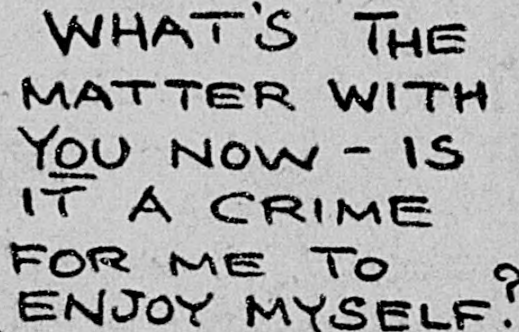 WHAT'S THE
MATTER WITH
YOU NOW - IS
IT A CRIME
FOR ME TO
ENJOY MYSELF?